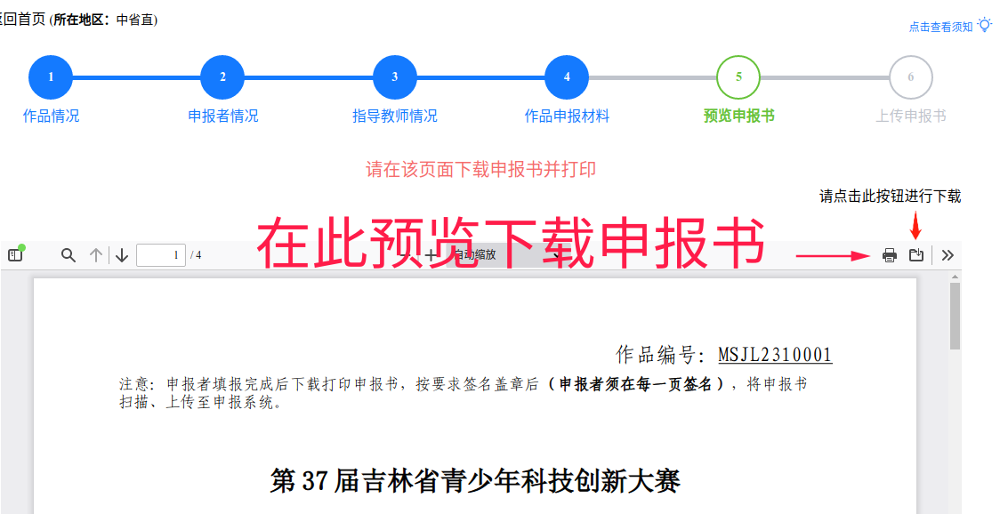 返回首页 (所在地区：中省直)
点击查看须知
1 2 3 4 5 6
作品情况 申报者情况 指导教师情况 作品申报材料 预览申报书 上传申报书
请在该页面下载申报书并打印
请点击此按钮进行下载
在此预览下载申报书
1 / 4 自动缩放
作品编号：MSJL2310001
注意：申报者填报完成后下载打印申报书，按要求签名盖章后（申报者须在每一页签名），将申报书
扫描、上传至申报系统。
第 37 届吉林省青少年科技创新大赛